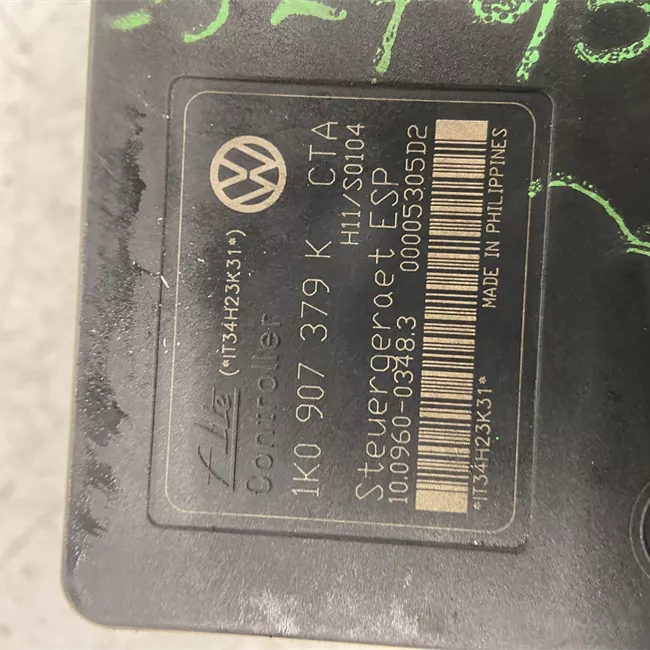 (*1T34H23K31*)
Ate
Controller
1K0 907 379 K CTA
H11/S0104
Steuergeraet ESP
10.0960-0348.3 00005305D2
*1T34H23K31*
MADE IN PHILIPPINES